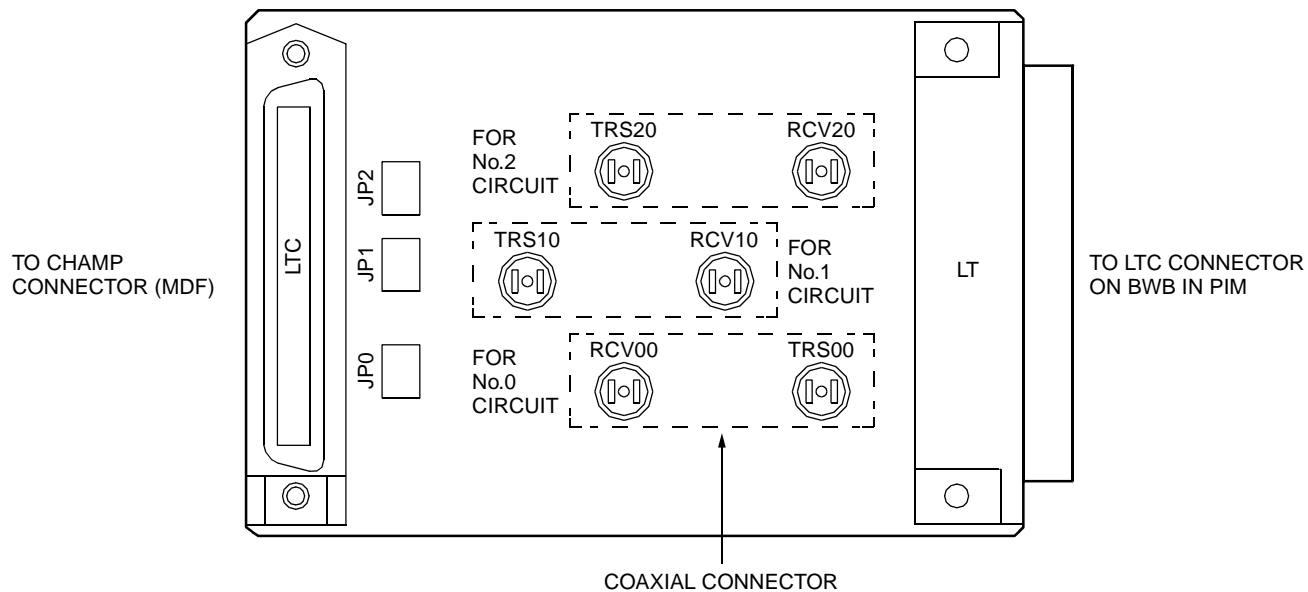 TRS20
RCV20
FOR
No.2
CIRCUIT
JP2
TRS10
RCV10
FOR
No.1
CIRCUIT
JP1
LTC
TO CHAMP
CONNECTOR (MDF)
LT
TO LTC CONNECTOR
ON BWB IN PIM
RCV00
TRS00
FOR
No.0
CIRCUIT
JP0
COAXIAL CONNECTOR